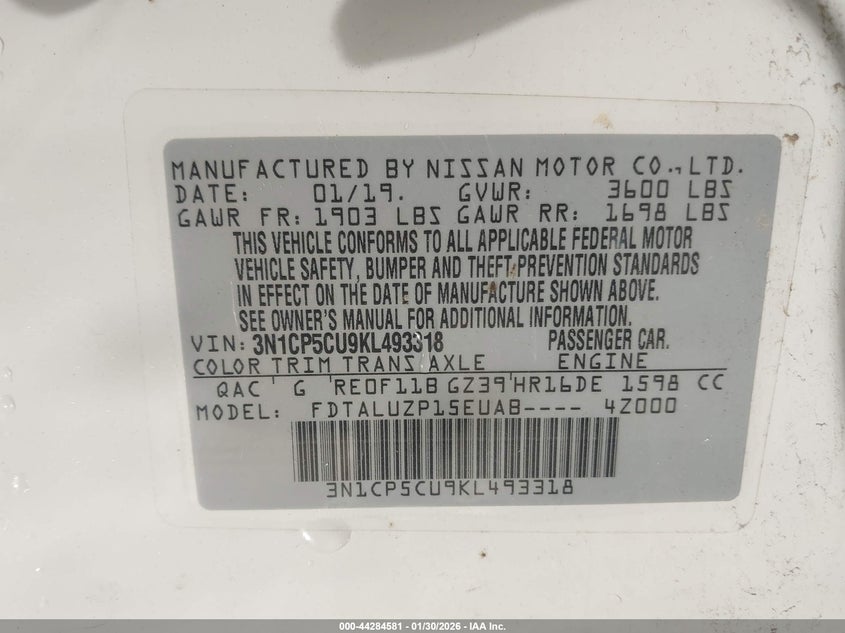 MANUFACTURED BY NISSAN MOTOR CO.,LTD.
DATE: 01/19. GVWR: 3600 LBS
GAWR FR: 1903 LBS GAWR RR: 1698 LBS
THIS VEHICLE CONFORMS TO ALL APPLICABLE FEDERAL MOTOR
VEHICLE SAFETY, BUMPER AND THEFT PREVENTION STANDARDS
IN EFFECT ON THE DATE OF MANUFACTURE SHOWN ABOVE.
SEE OWNER'S MANUAL FOR ADDITIONAL INFORMATION.
VIN: 3N1CP5CU9KL493318 PASSENGER CAR.
COLOR TRIM TRANS AXLE ENGINE
QAC G RE0F11B GZ39 HR16DE 1598 CC
MODEL: FDTALUZP15EUAB---- 4Z000
3N1CP5CU9KL493318
000-44284581 - 01/30/2026 - IAA Inc.